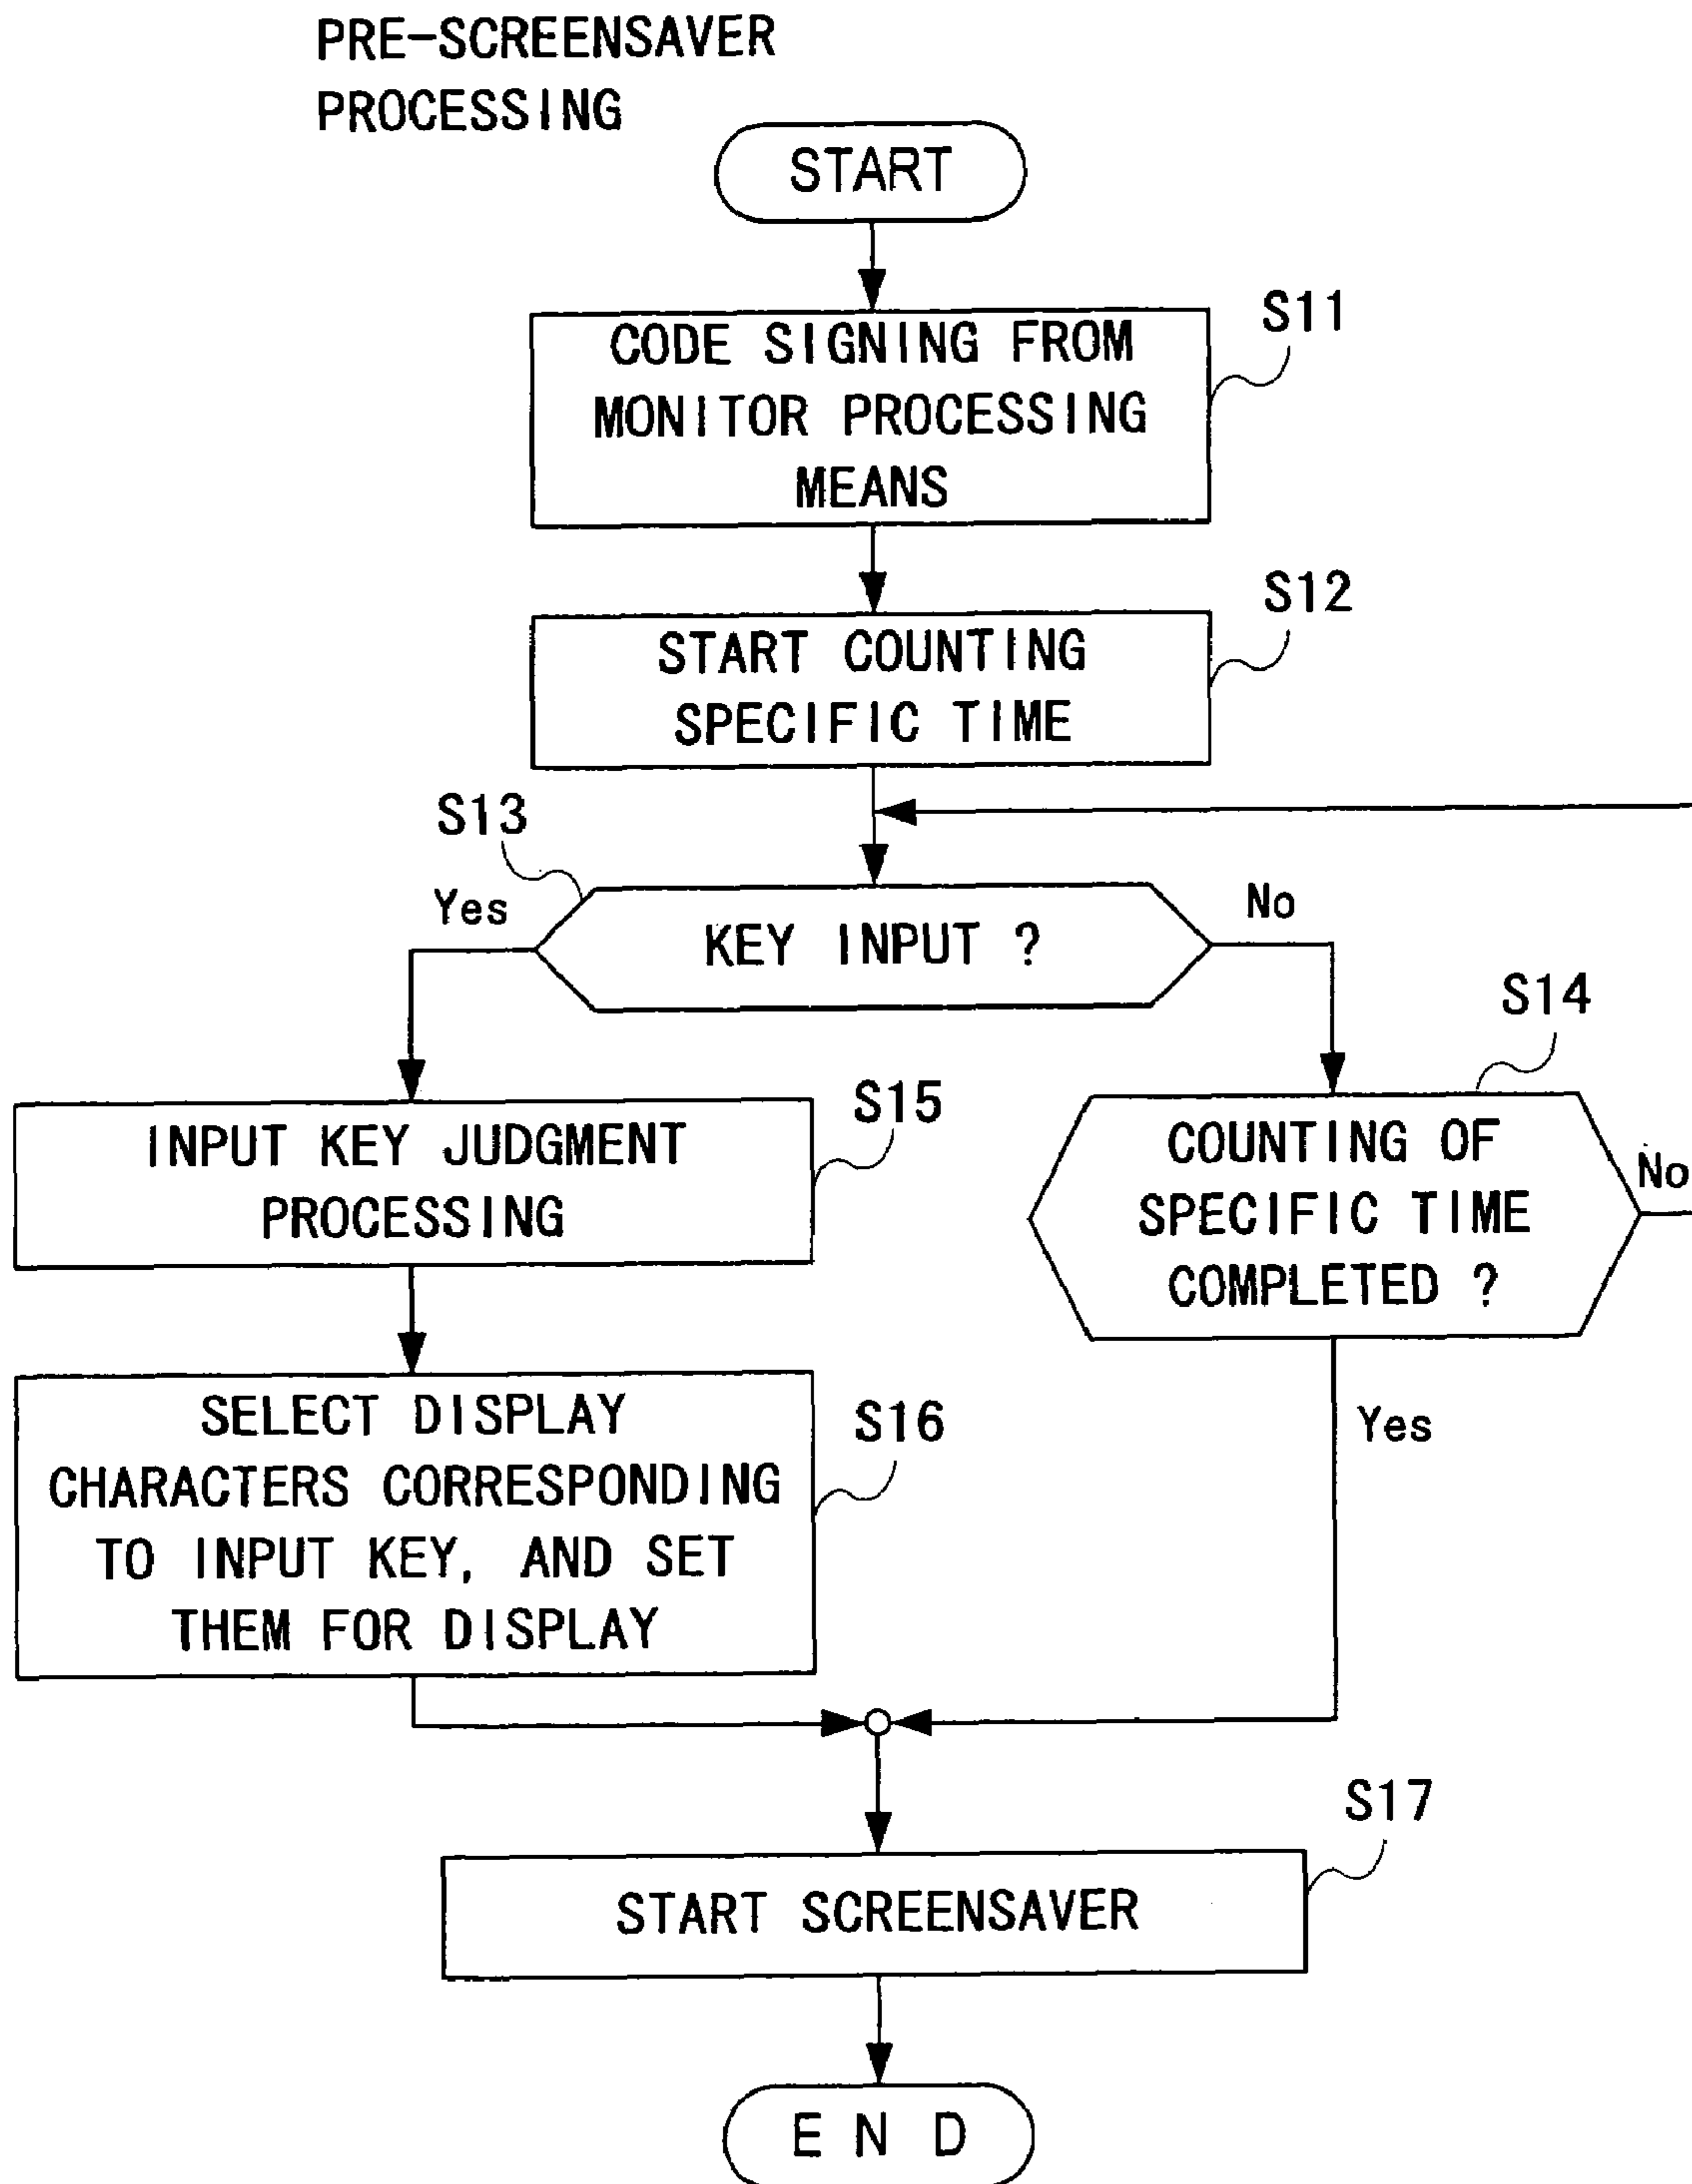 PRE-SCREENSAVER
PROCESSING
START
S11
CODE SIGNING FROM
MONITOR PROCESSING
MEANS
S12
START COUNTING
SPECIFIC TIME
S13
Yes
No
KEY INPUT ?
S14
COUNTING OF
SPECIFIC TIME
COMPLETED ?
No
Yes
S15
INPUT KEY JUDGMENT
PROCESSING
S16
SELECT DISPLAY
CHARACTERS CORRESPONDING
TO INPUT KEY, AND SET
THEM FOR DISPLAY
S17
START SCREENSAVER
E N D